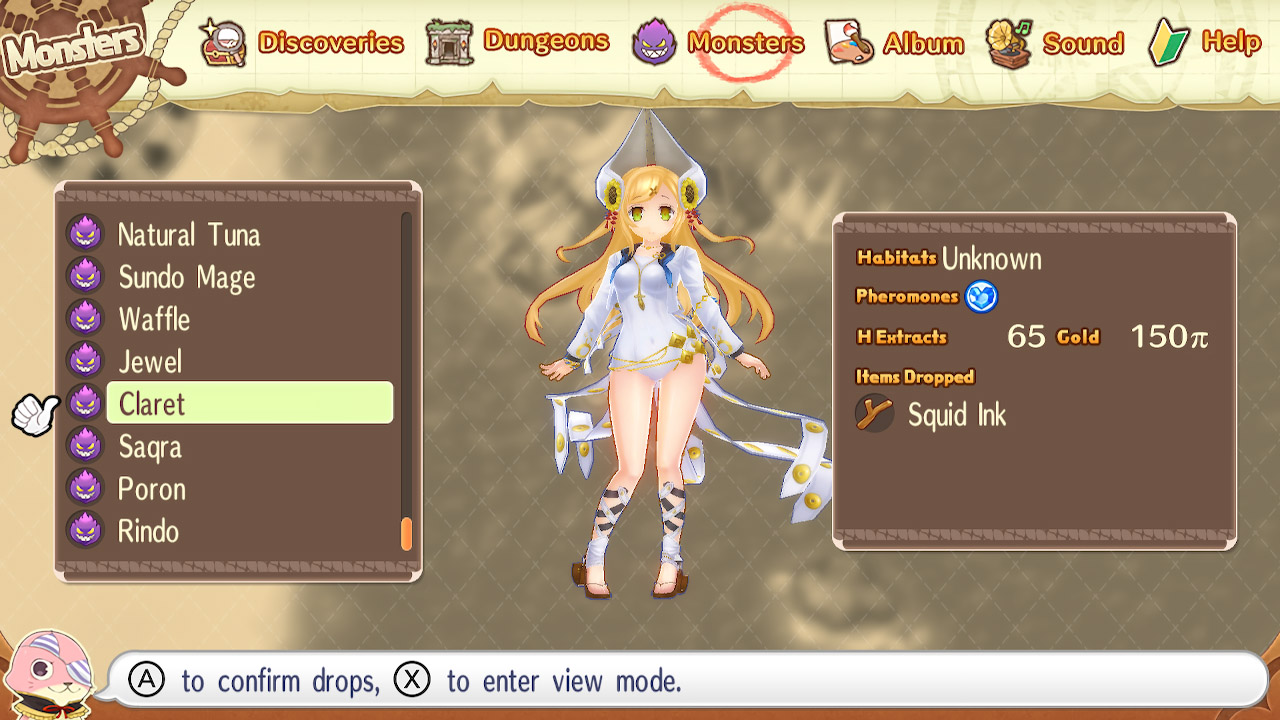 Monsters
Discoveries
Dungeons
Monsters
Album
Sound
Help
Natural Tuna
Sundo Mage
Waffle
Jewel
Claret
Saqra
Poron
Rindo
Habitats Unknown
Pheromones
H Extracts 65 Gold 150π
Items Dropped
Squid Ink
A to confirm drops, X to enter view mode.